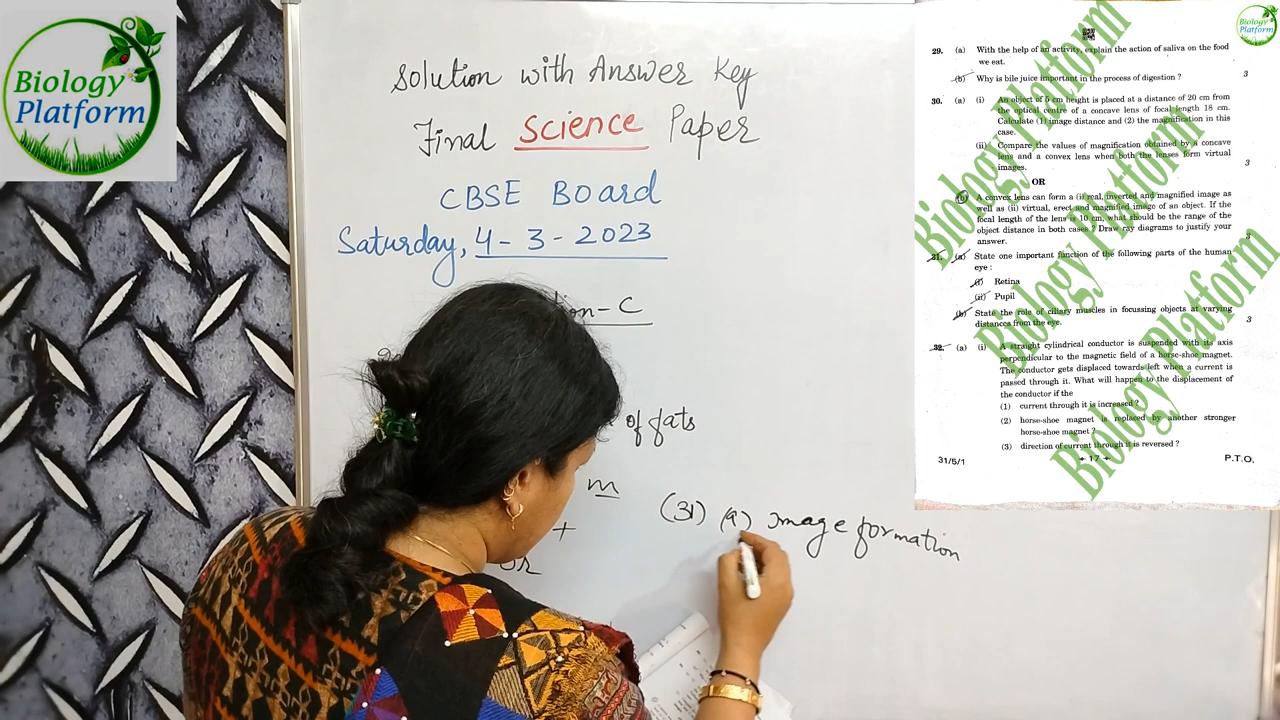 Biology
Platform
Solution with Answer Key
Final Science Paper
CBSE Board
Saturday, 4-3-2023
tion-C
of fats
m
+
or
(31) (a) Image formation
Biology
Platform
29. (a) With the help of an activity, explain the action of saliva on the food
we eat.
(b) Why is bile juice important in the process of digestion ? 3
30. (a) (i) An object of 5 cm height is placed at a distance of 20 cm from
the optical centre of a concave lens of focal length 18 cm.
Calculate (1) image distance and (2) the magnification in this
case.
(ii) Compare the values of magnification obtained by a concave
lens and a convex lens when both the lenses form virtual
images. 3
OR
(b) A convex lens can form a (i) real, inverted and magnified image as
well as (ii) virtual, erect and magnified image of an object. If the
focal length of the lens is 10 cm, what should be the range of the
object distance in both cases ? Draw ray diagrams to justify your
answer. 3
31. (a) State one important function of the following parts of the human
eye :
(i) Retina
(ii) Pupil
(b) State the role of ciliary muscles in focussing objects at varying
distances from the eye. 3
32. (a) (i) A straight cylindrical conductor is suspended with its axis
perpendicular to the magnetic field of a horse-shoe magnet.
The conductor gets displaced towards left when a current is
passed through it. What will happen to the displacement of
the conductor if the
(1) current through it is increased ?
(2) horse-shoe magnet is replaced by another stronger
horse-shoe magnet ?
(3) direction of current through it is reversed ?
31/5/1 17 P.T.O.
Biology Platform
Biology Platform
Biology Platform